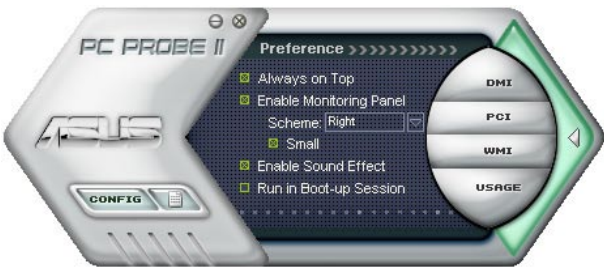 PC PROBE II
Preference
Always on Top
Enable Monitoring Panel
Scheme: Right
Small
Enable Sound Effect
Run in Boot-up Session
ASUS
CONFIG
DMI
PCI
WMI
USAGE